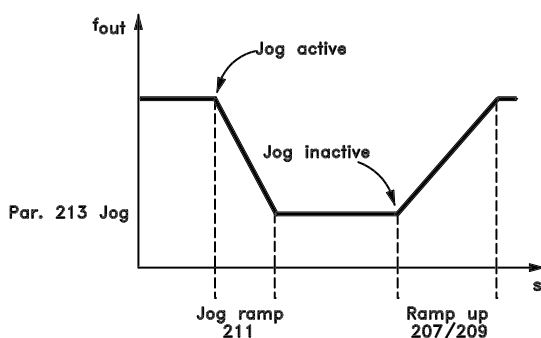 fout
Jog active
Jog inactive
Par. 213 Jog
s
Jog ramp
211
Ramp up
207/209